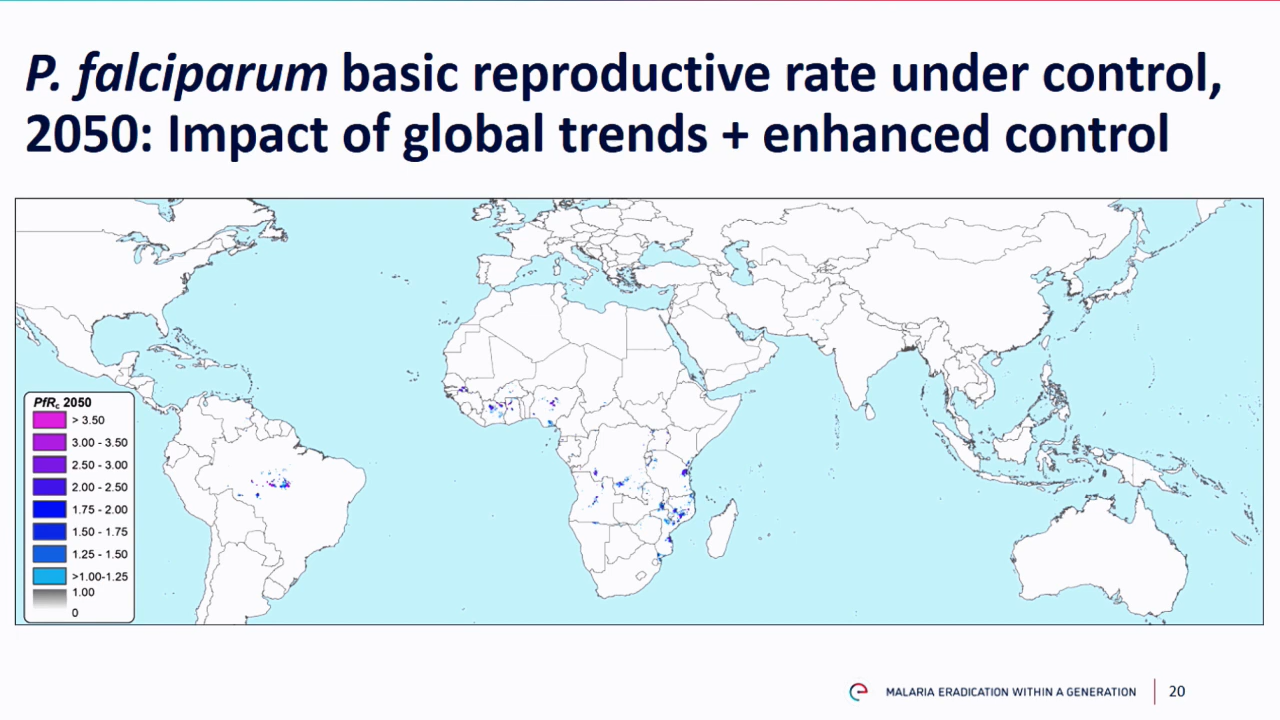 P. falciparum basic reproductive rate under control,
2050: Impact of global trends + enhanced control
PfRc 2050
> 3.50
3.00 - 3.50
2.50 - 3.00
2.00 - 2.50
1.75 - 2.00
1.50 - 1.75
1.25 - 1.50
>1.00-1.25
1.00
0
MALARIA ERADICATION WITHIN A GENERATION
20